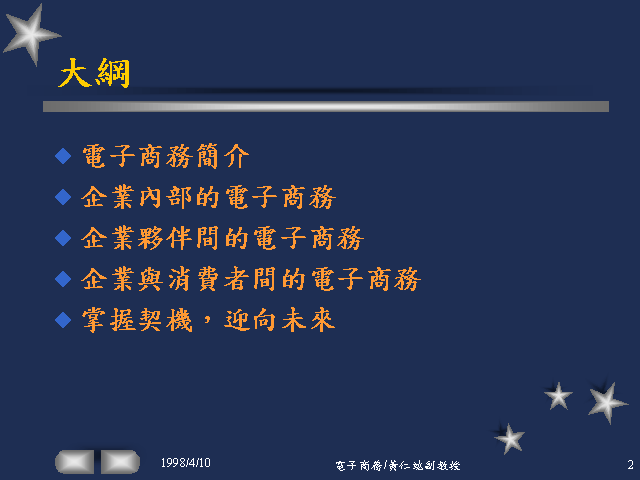 大綱
電子商務簡介
企業內部的電子商務
企業夥伴間的電子商務
企業與消費者間的電子商務
掌握契機，迎向未來
1998/4/10
電子商務/黃仁 副教授
2